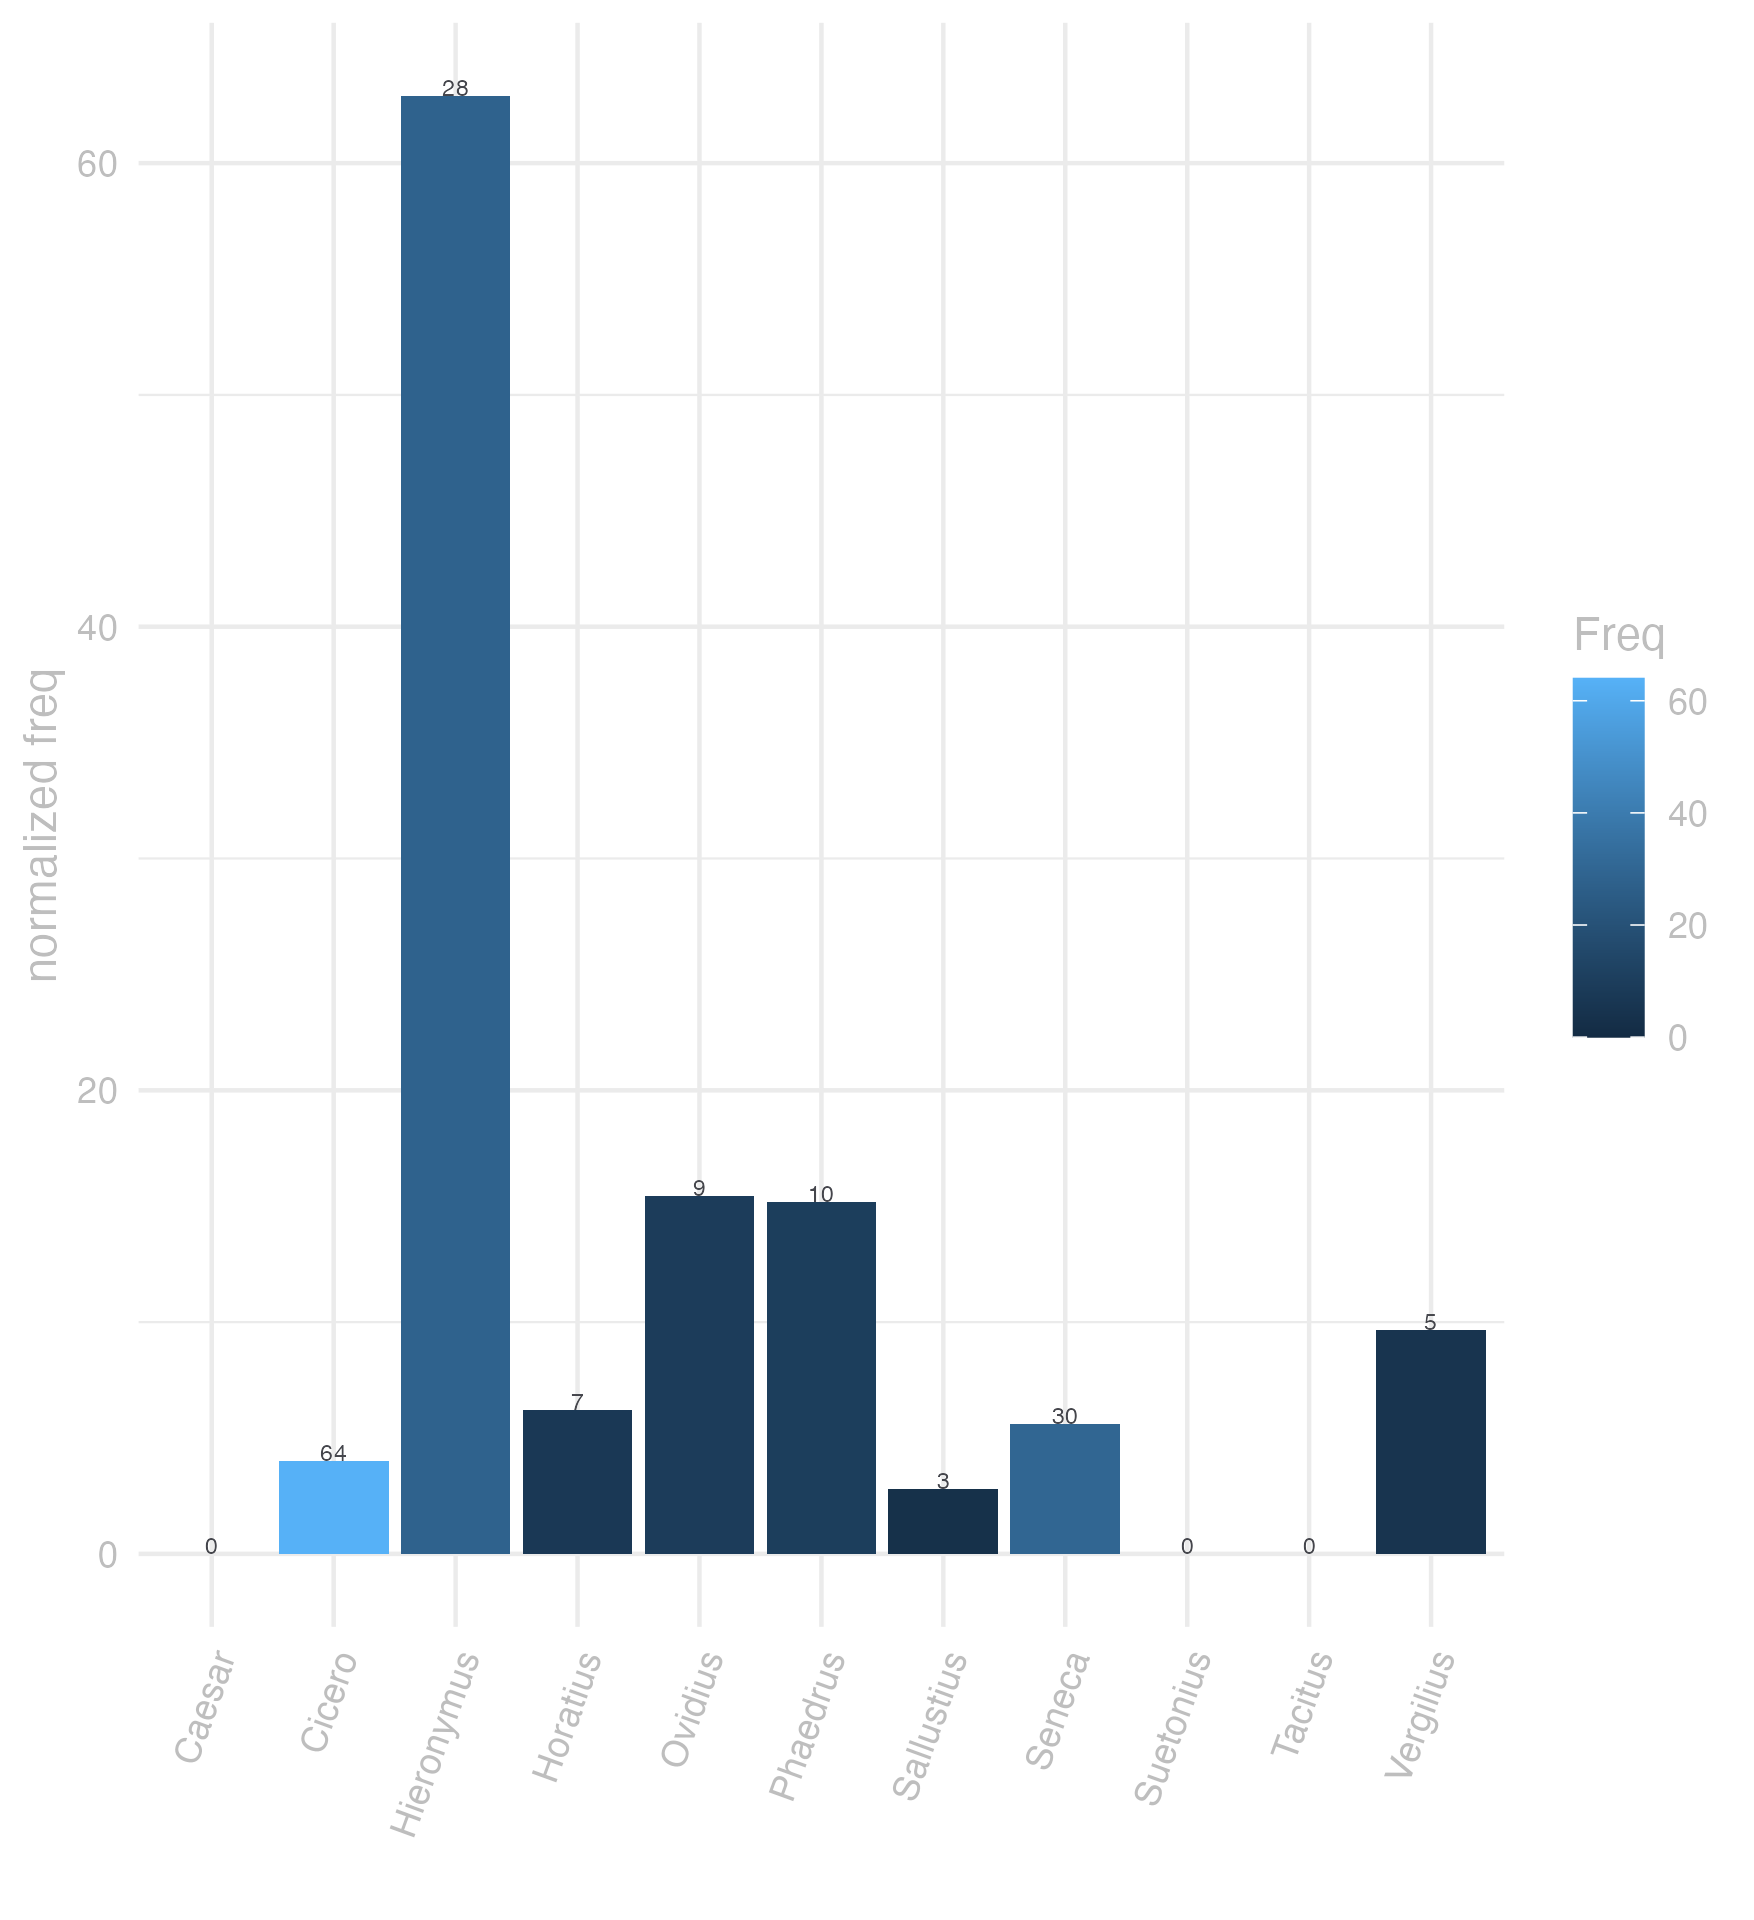 28
60
40
20
0
normalized freq
9
10
5
7
30
64
3
0
0
0
Caesar
Cicero
Hieronymus
Horatius
Ovidius
Phaedrus
Sallustius
Seneca
Suetonius
Tacitus
Vergilius
Freq
60
40
20
0